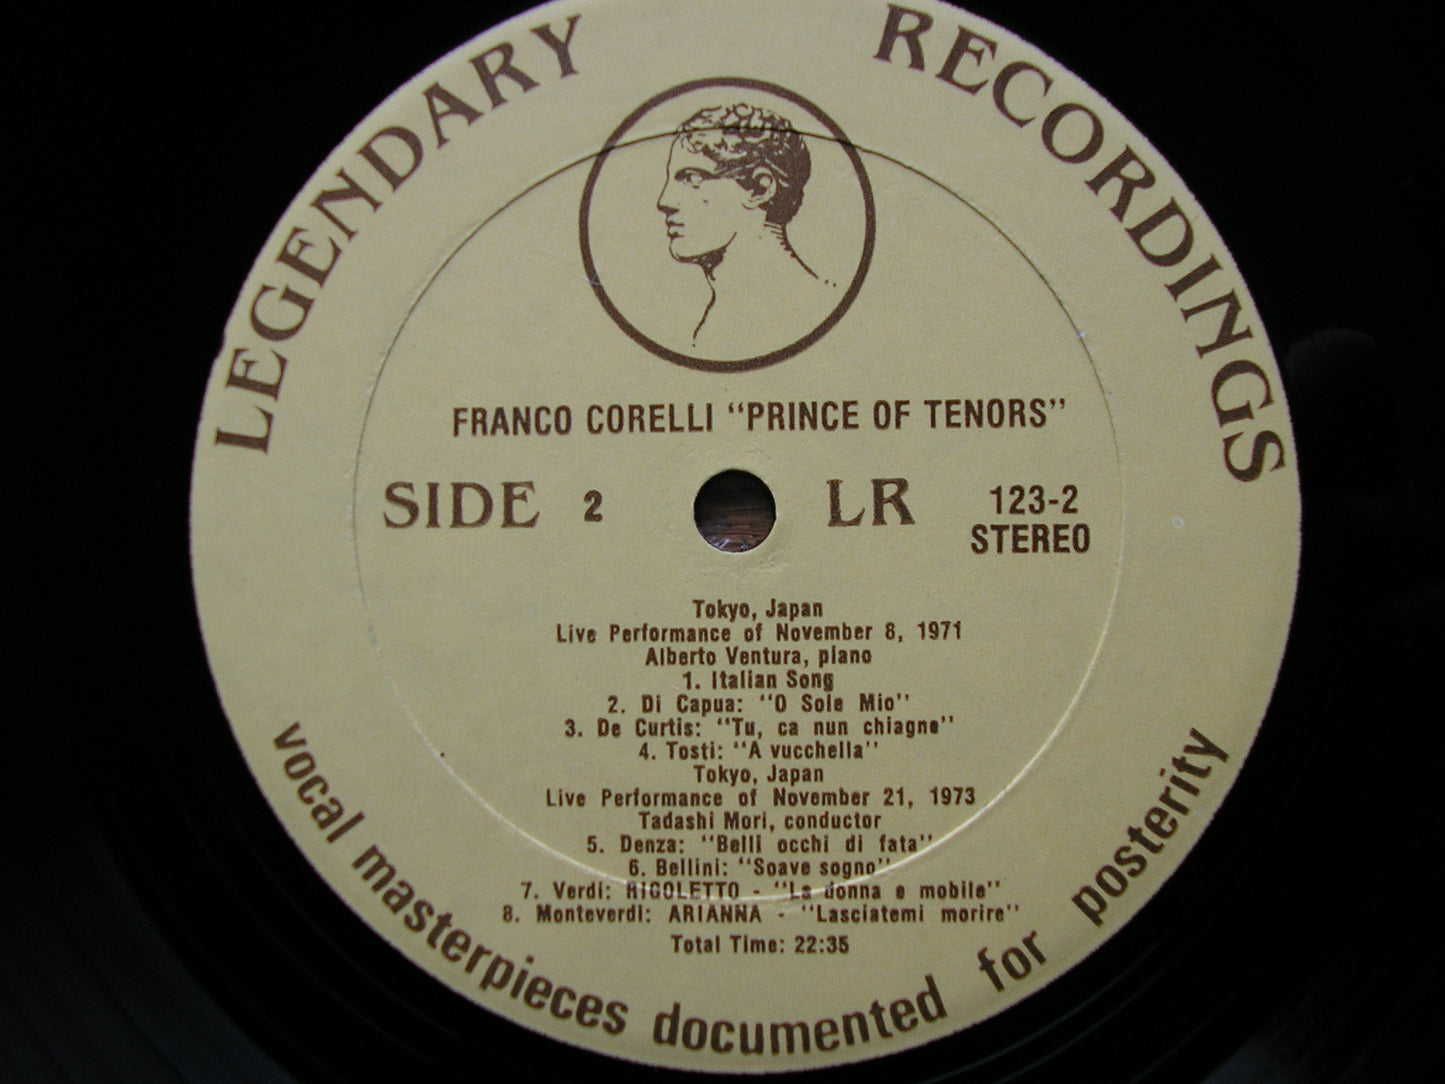 LEGENDARY RECORDINGS
FRANCO CORELLI "PRINCE OF TENORS"
SIDE 2 LR 123-2
STEREO
Tokyo, Japan
Live Performance of November 8, 1971
Alberto Ventura, piano
1. Italian Song
2. Di Capua: "O Sole Mio"
3. De Curtis: "Tu, ca nun chiagne"
4. Tosti: "A vucchella"
Tokyo, Japan
Live Performance of November 21, 1973
Tadashi Mori, conductor
5. Denza: "Belli occhi di fata"
6. Bellini: "Soave sogno"
7. Verdi: RIGOLETTO - "La donna e mobile"
8. Monteverdi: ARIANNA - "Lasciatemi morire"
Total Time: 22:35
vocal masterpieces documented for posterity